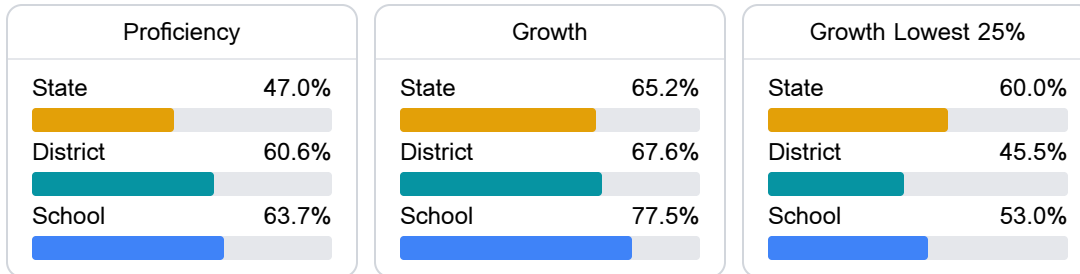 Proficiency
State 47.0%
District 60.6%
School 63.7%
Growth
State 65.2%
District 67.6%
School 77.5%
Growth Lowest 25%
State 60.0%
District 45.5%
School 53.0%